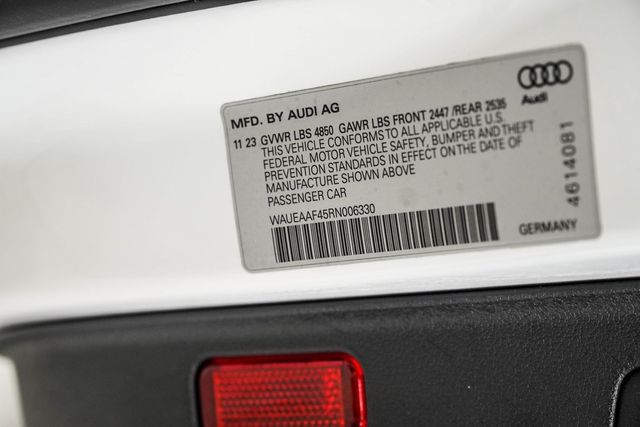 MFD. BY AUDI AG
11 23 GVWR LBS 4850 GAWR LBS FRONT 2447 /REAR 2535
THIS VEHICLE CONFORMS TO ALL APPLICABLE U.S.
FEDERAL MOTOR VEHICLE SAFETY, BUMPER AND THEFT
PREVENTION STANDARDS IN EFFECT ON THE DATE OF
MANUFACTURE SHOWN ABOVE
PASSENGER CAR
WAUEAAF45RN006330
Audi
4614081
GERMANY